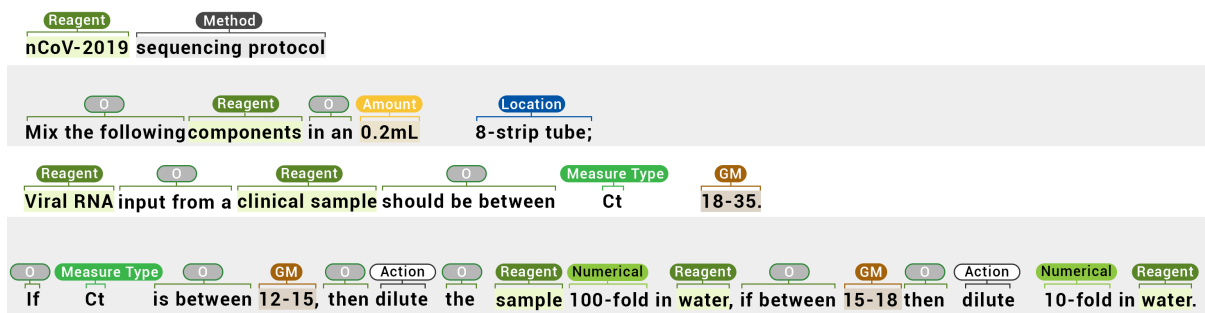 Reagent Method
nCoV-2019 sequencing protocol
O Reagent O Amount Location
Mix the following components in an 0.2mL 8-strip tube;
Reagent O Reagent O Measure Type GM
Viral RNA input from a clinical sample should be between Ct 18-35.
O Measure Type O GM O Action O Reagent Numerical Reagent O GM O Action Numerical Reagent
If Ct is between 12-15, then dilute the sample 100-fold in water, if between 15-18 then dilute 10-fold in water.